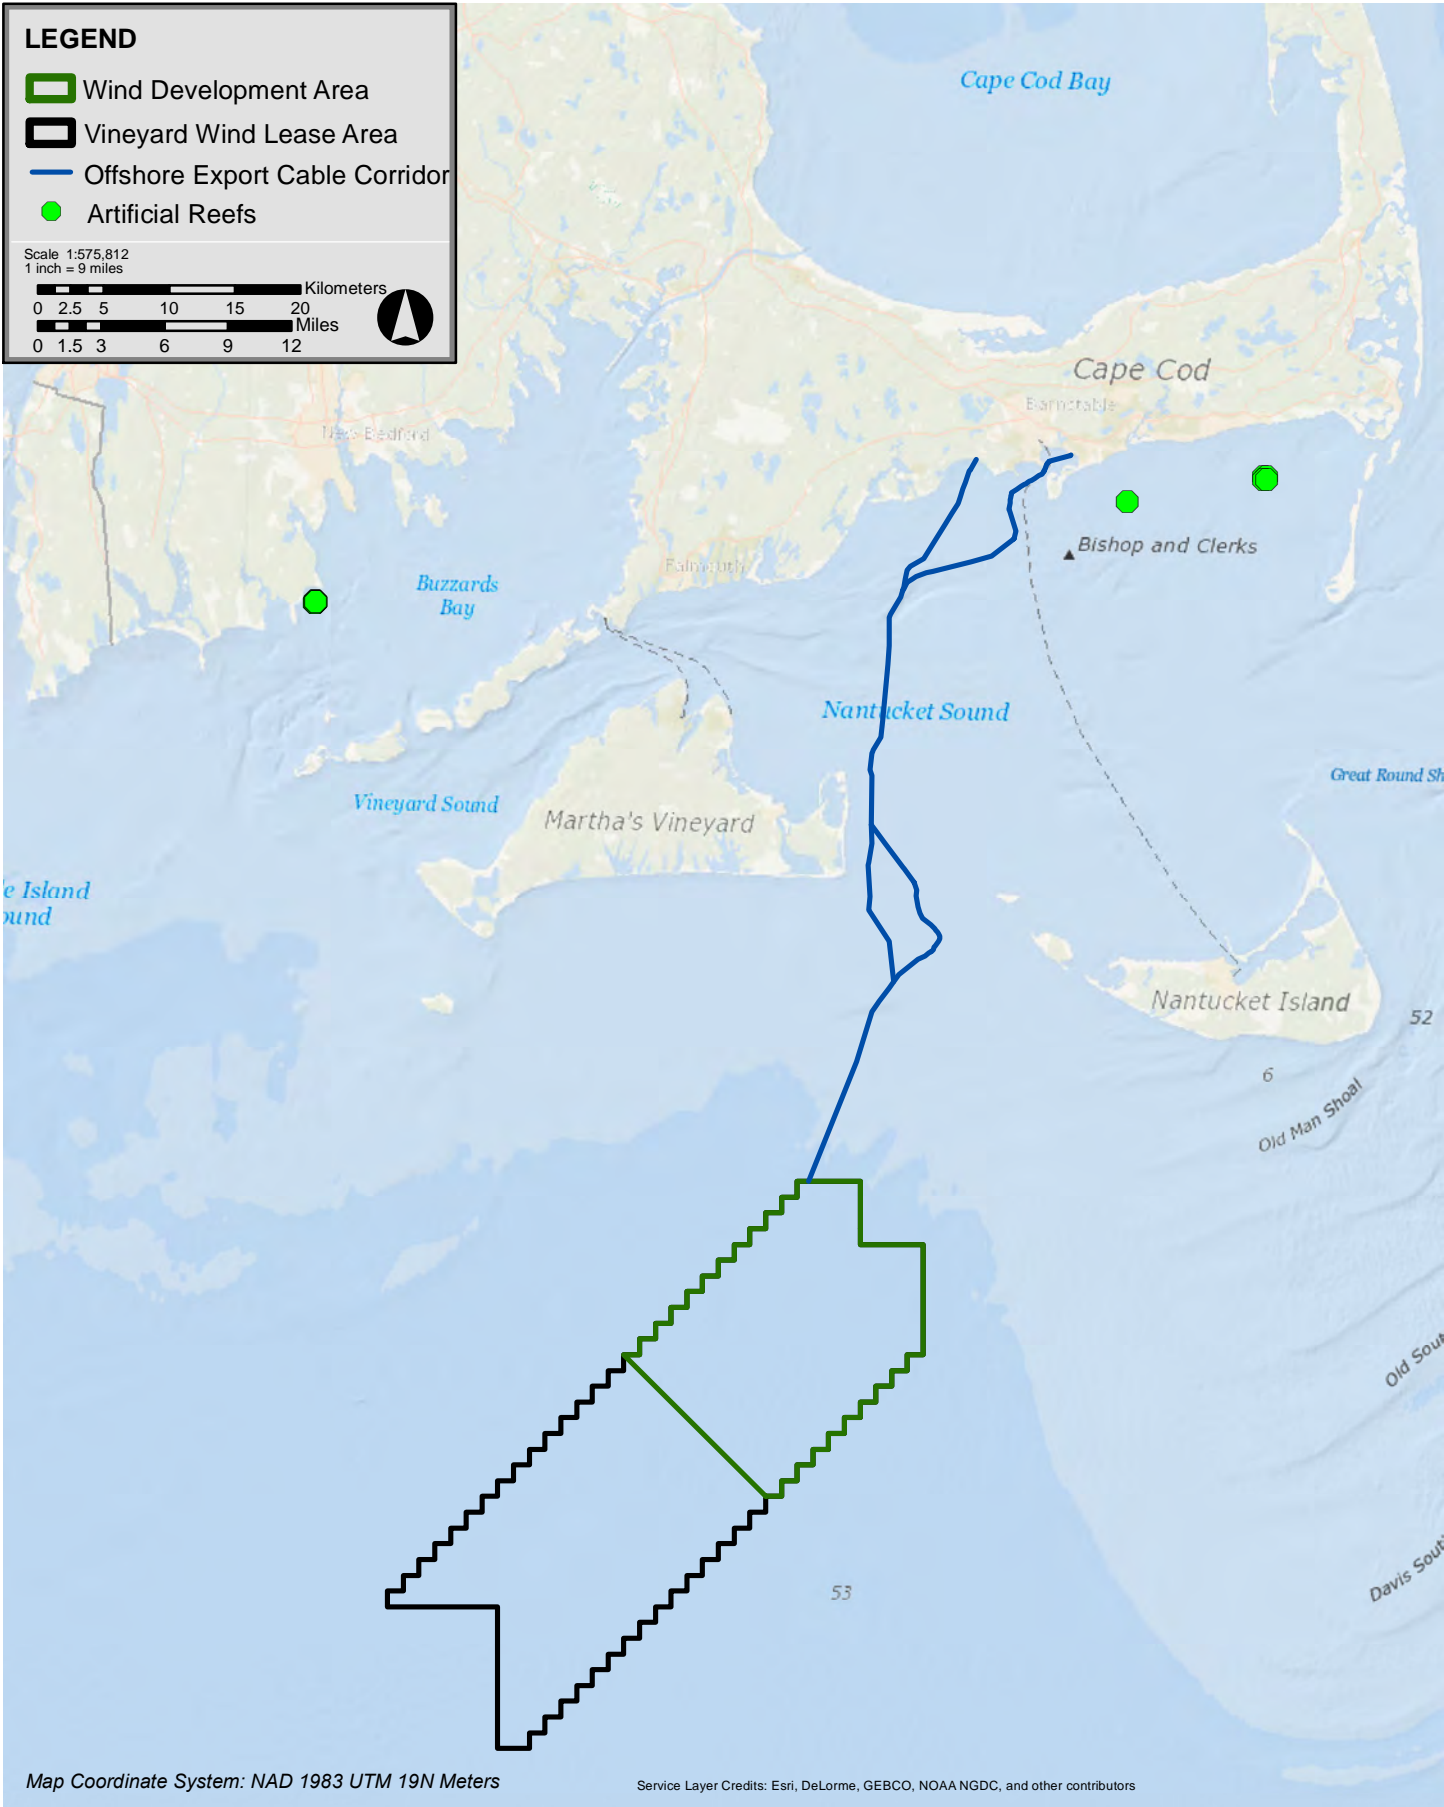 LEGEND
Wind Development Area
Vineyard Wind Lease Area
Offshore Export Cable Corridor
Artificial Reefs
Scale 1:575,812
1 inch = 9 miles
Kilometers
0 2.5 5 10 15 20
Miles
0 1.5 3 6 9 12
Cape Cod Bay
Cape Cod
Barnstable
New Bedford
Bishop and Clerks
Falmouth
Buzzards
Bay
Nantucket Sound
Great Round Sh
Vineyard Sound
Martha's Vineyard
e Island
ound
Nantucket Island
52
6
Old Man Shoal
Old Sout
Davis Sout
53
Map Coordinate System: NAD 1983 UTM 19N Meters
Service Layer Credits: Esri, DeLorme, GEBCO, NOAA NGDC, and other contributors